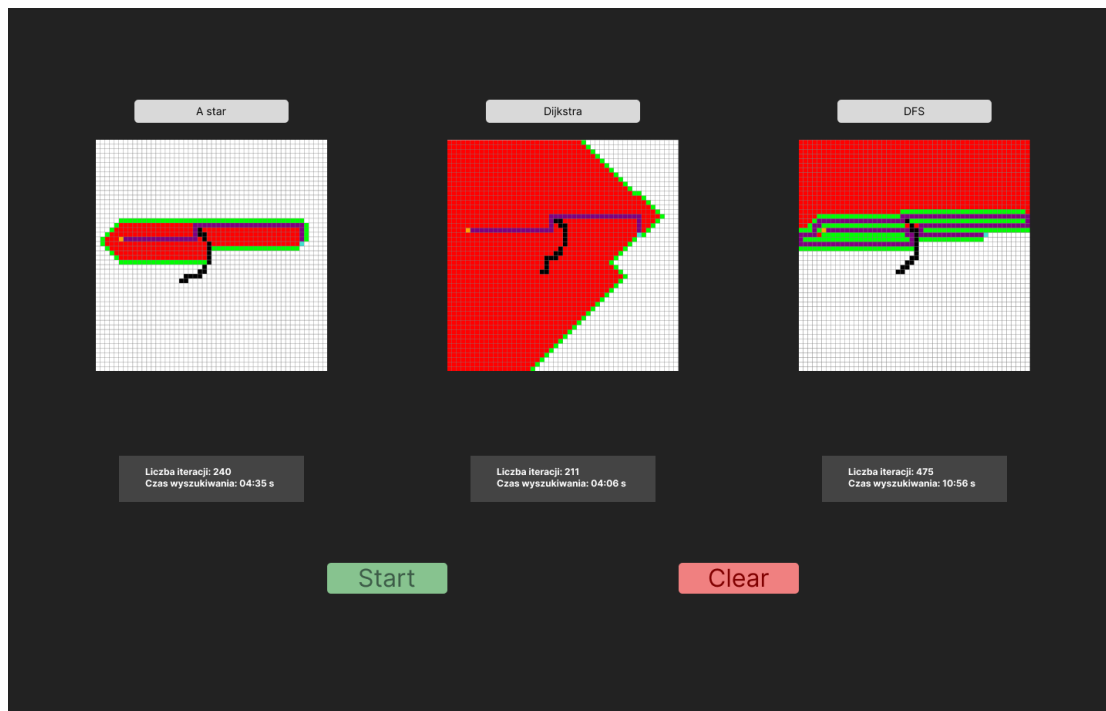 A star
Dijkstra
DFS
Liczba iteracji: 240
Czas wyszukiwania: 04:35 s
Liczba iteracji: 211
Czas wyszukiwania: 04:06 s
Liczba iteracji: 475
Czas wyszukiwania: 10:56 s
Start
Clear